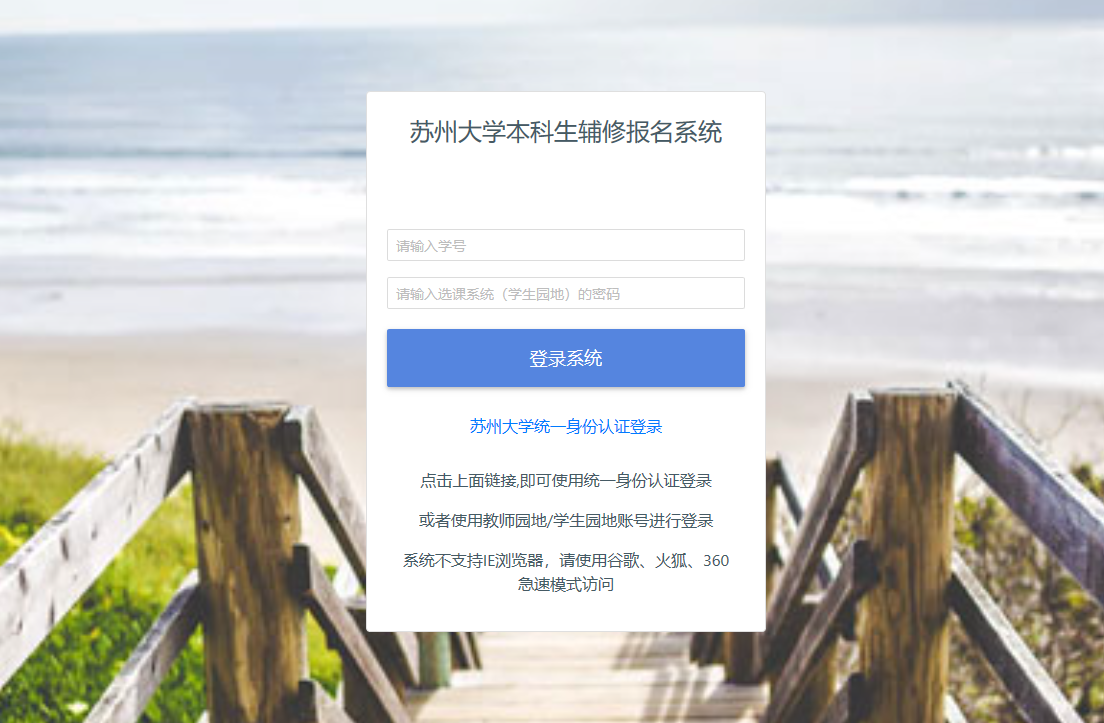 苏州大学本科生辅修报名系统
请输入学号
请输入选课系统（学生园地）的密码
登录系统
苏州大学统一身份认证登录
点击上面链接,即可使用统一身份认证登录
或者使用教师园地/学生园地账号进行登录
系统不支持IE浏览器，请使用谷歌、火狐、360
急速模式访问